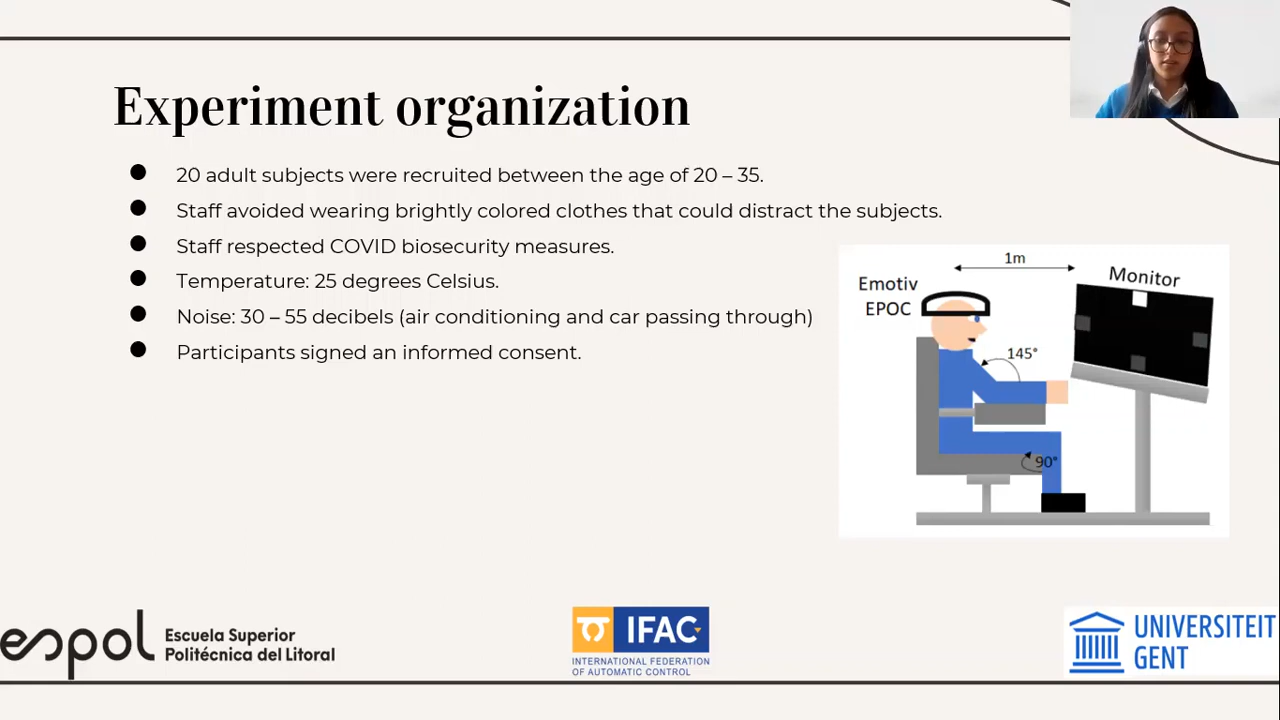 Experiment organization
20 adult subjects were recruited between the age of 20 – 35.
Staff avoided wearing brightly colored clothes that could distract the subjects.
Staff respected COVID biosecurity measures.
Temperature: 25 degrees Celsius.
Noise: 30 – 55 decibels (air conditioning and car passing through)
Participants signed an informed consent.
1m
Emotiv
EPOC
Monitor
145°
90°
espol
Escuela Superior
Politécnica del Litoral
IFAC
INTERNATIONAL FEDERATION
OF AUTOMATIC CONTROL
UNIVERSITEIT
GENT